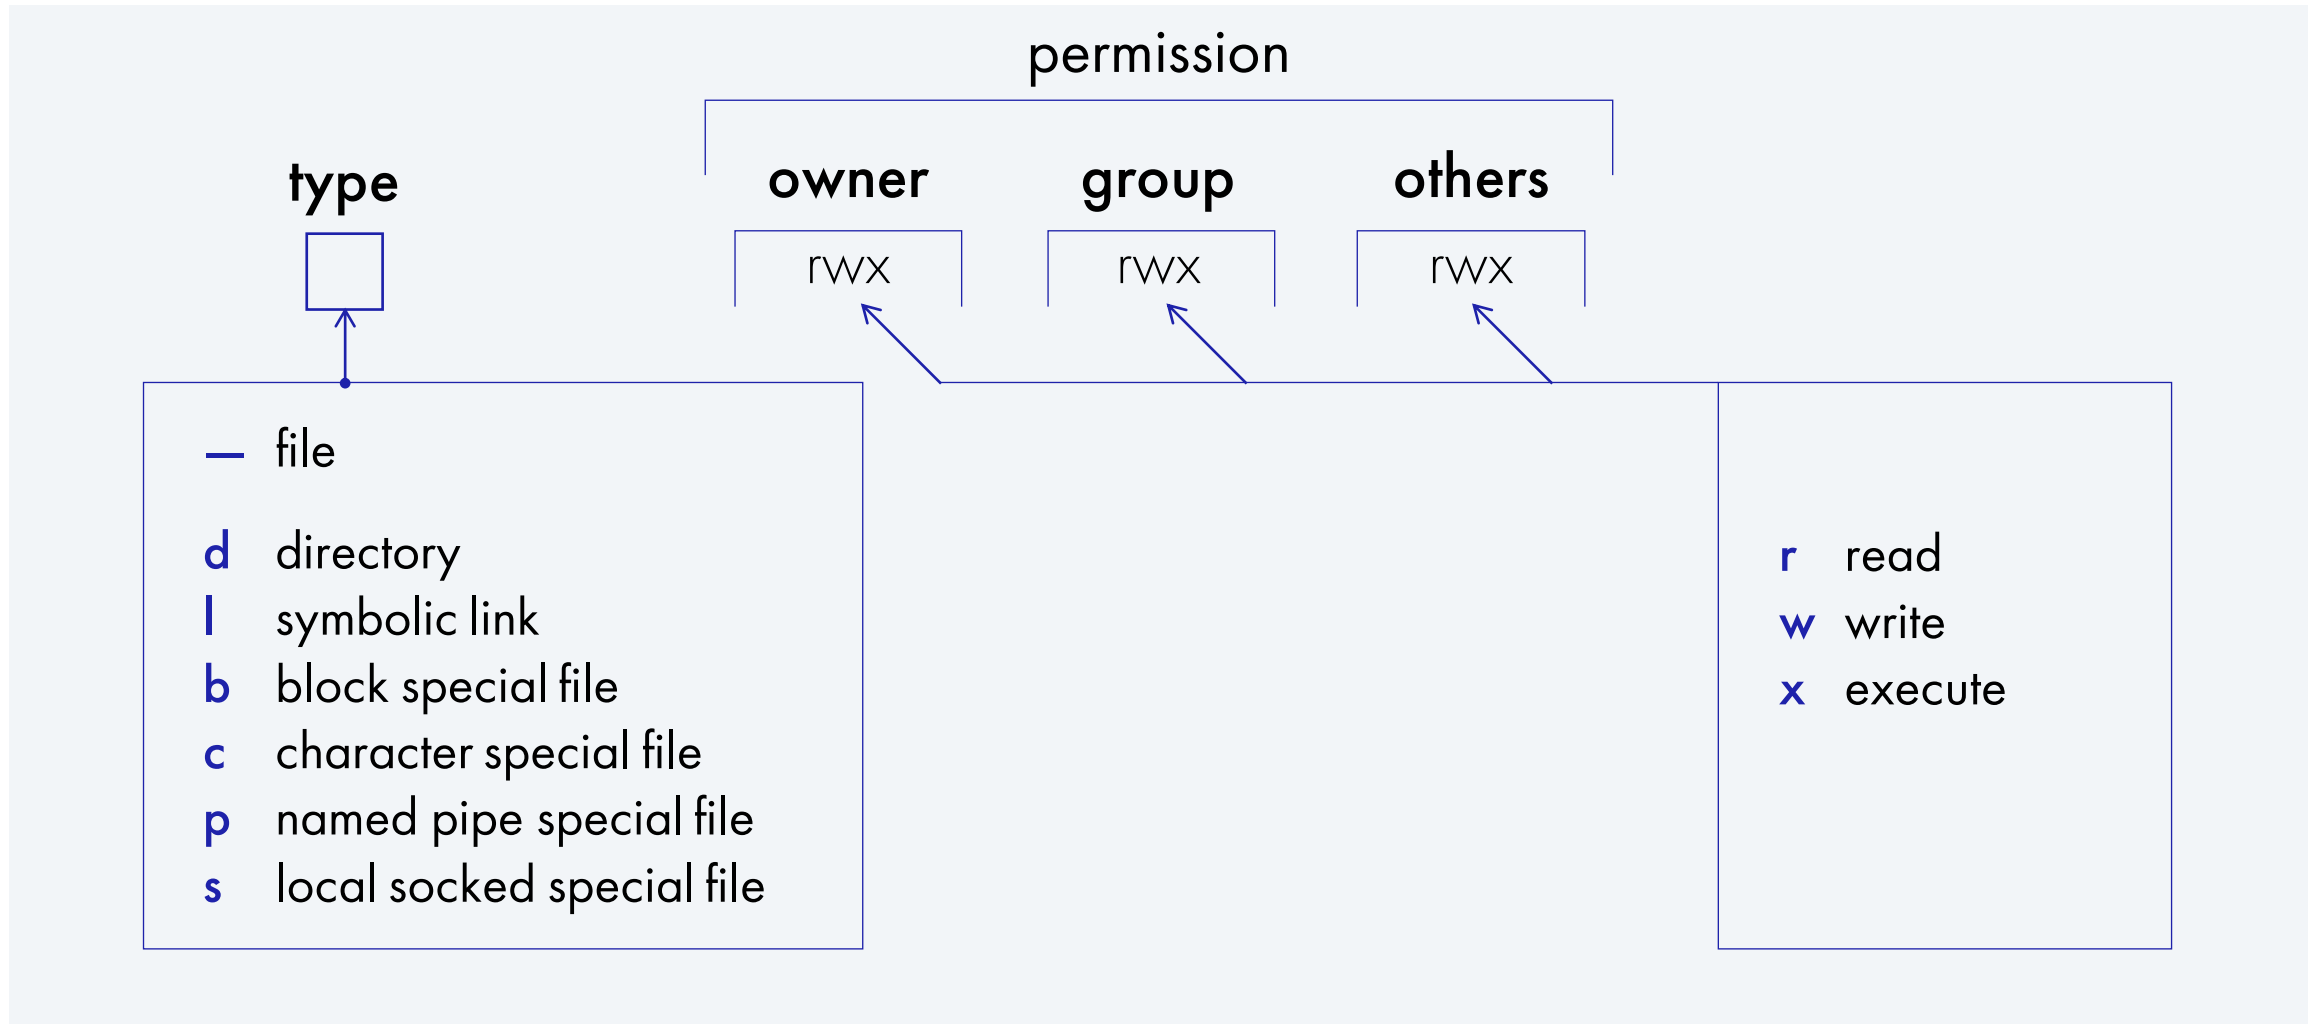 permission
type
owner group others
rwx rwx rwx
— file
d directory
l symbolic link
b block special file
c character special file
p named pipe special file
s local socked special file
r read
w write
x execute